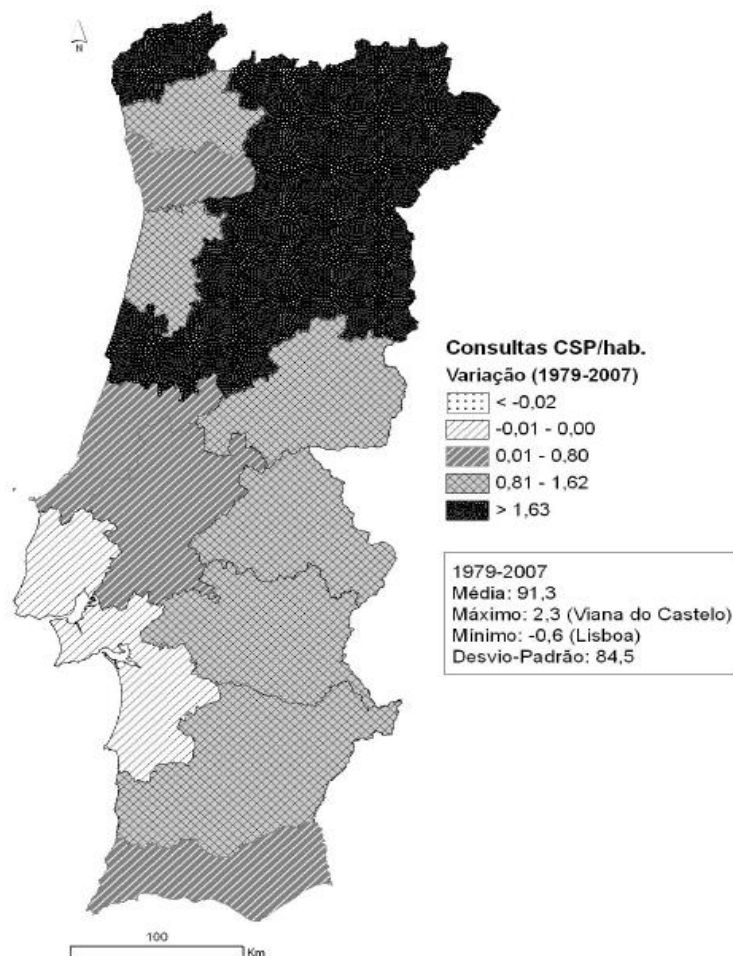 N
Consultas CSP/hab.
Variação (1979-2007)
< -0,02
-0,01 - 0,00
0,01 - 0,80
0,81 - 1,62
> 1,63
1979-2007
Média: 91,3
Máximo: 2,3 (Viana do Castelo)
Mínimo: -0,6 (Lisboa)
Desvio-Padrão: 84,5
100
Km